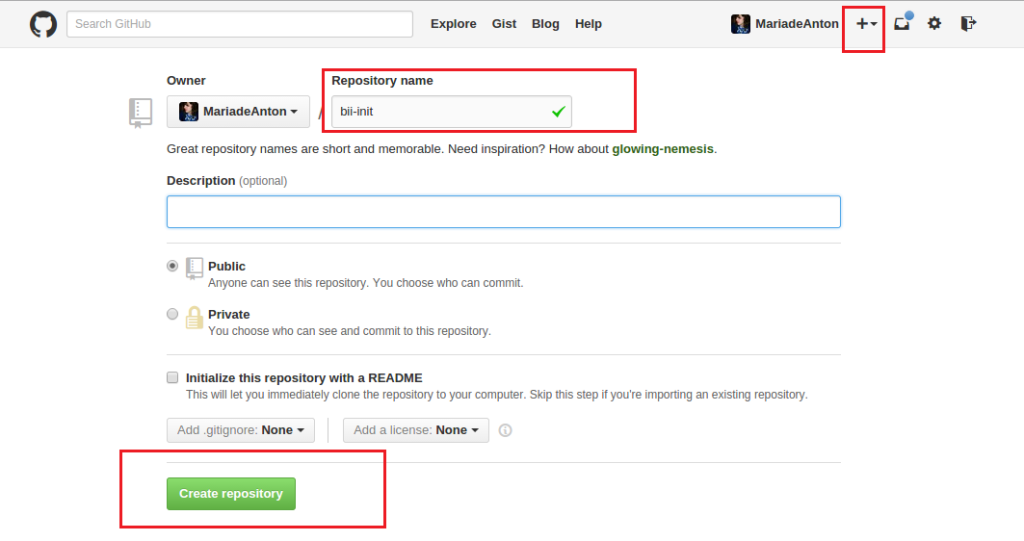 Search GitHub
Explore Gist Blog Help
MariadeAnton
Owner
Repository name
MariadeAnton
/
bii-init
Great repository names are short and memorable. Need inspiration? How about glowing-nemesis.
Description (optional)
Public
Anyone can see this repository. You choose who can commit.
Private
You choose who can see and commit to this repository.
Initialize this repository with a README
This will let you immediately clone the repository to your computer. Skip this step if you're importing an existing repository.
Add .gitignore: None
Add a license: None
Create repository